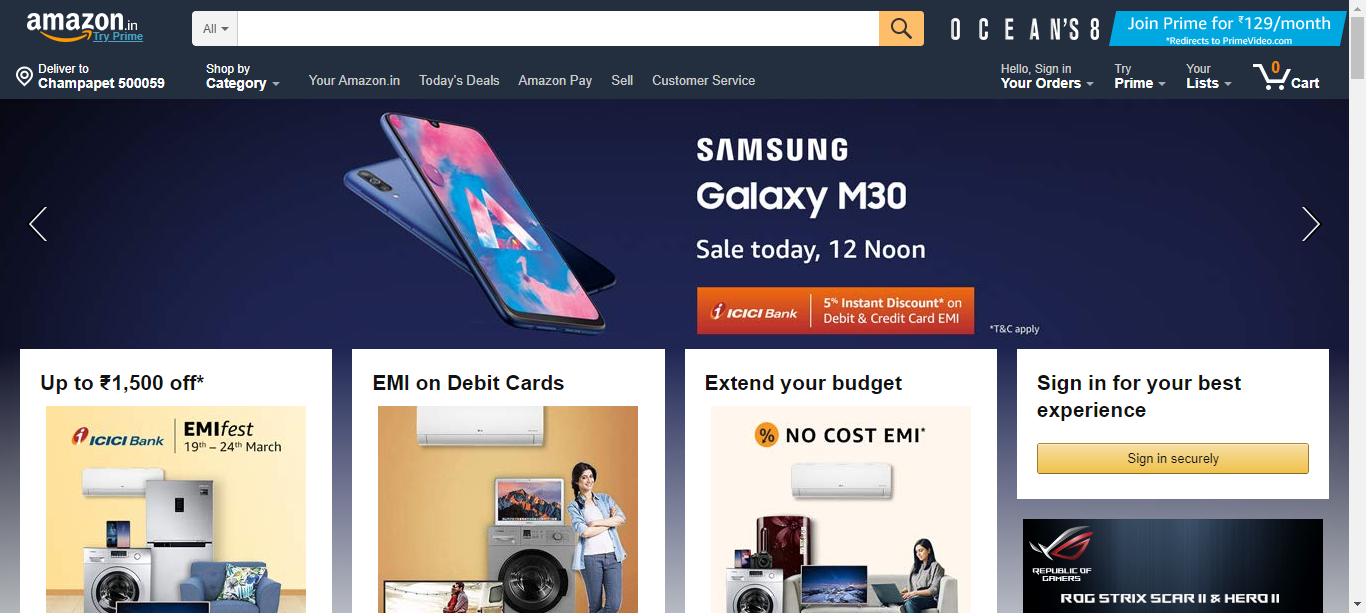 amazon.in
Try Prime
All
OCEAN'S 8
Join Prime for ₹129/month
*Redirects to PrimeVideo.com
Deliver to
Champapet 500059
Shop by
Category
Your Amazon.in
Today's Deals
Amazon Pay
Sell
Customer Service
Hello, Sign in
Your Orders
Try
Prime
Your
Lists
0
Cart
SAMSUNG
Galaxy M30
Sale today, 12 Noon
ICICI Bank
5% Instant Discount* on
Debit & Credit Card EMI
*T&C apply
Up to ₹1,500 off*
ICICI Bank
EMIfest
19th – 24th March
EMI on Debit Cards
Extend your budget
% NO COST EMI*
Sign in for your best
experience
Sign in securely
REPUBLIC OF
GAMERS
ROG STRIX SCAR II & HERO II